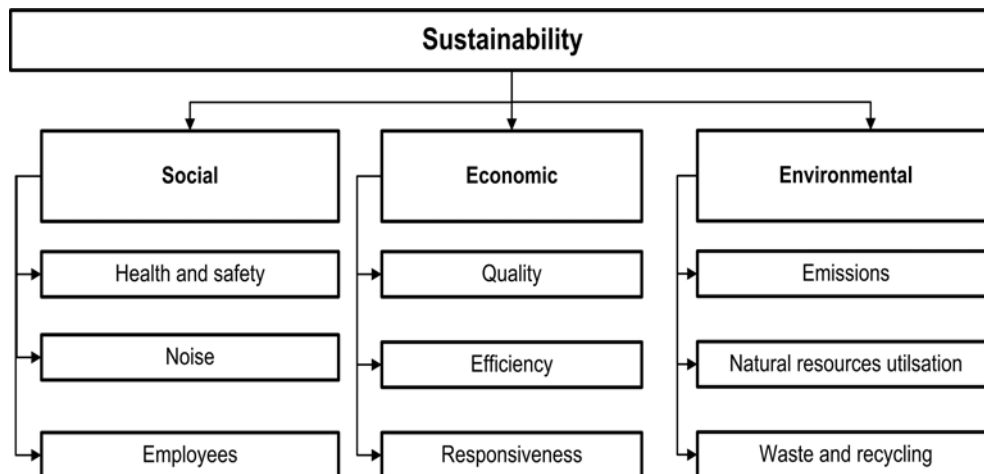 Sustainability
Social
Economic
Environmental
Health and safety
Quality
Emissions
Noise
Efficiency
Natural resources utilsation
Employees
Responsiveness
Waste and recycling